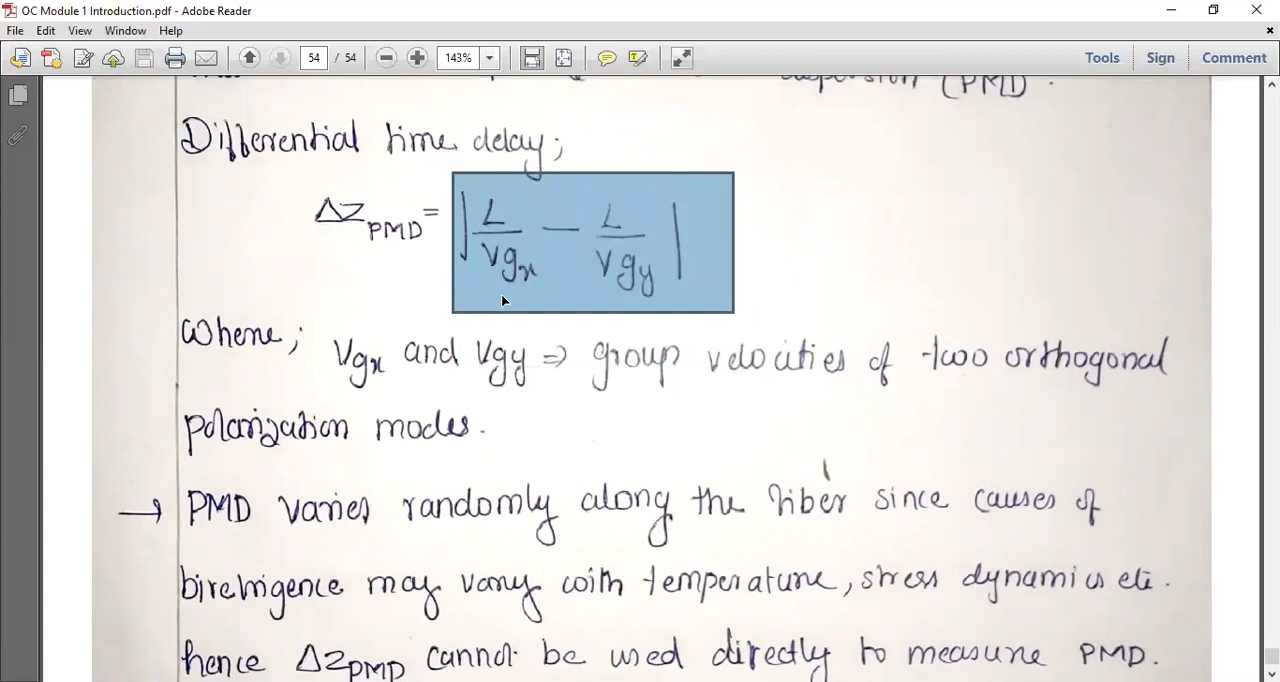 OC Module 1 Introduction.pdf - Adobe Reader
File Edit View Window Help
54 / 54 143% Tools Sign Comment
dispersion (PMD).
Differential time delay;
ΔZPMD = | L/Vgx - L/Vgy |
Where; Vgx and Vgy ⇒ group velocities of two orthogonal
polarization modes.
→ PMD varies randomly along the fiber since causes of
birefrigence may vary with temperature, stress dynamics etc.
hence ΔZPMD cannot be used directly to measure PMD.